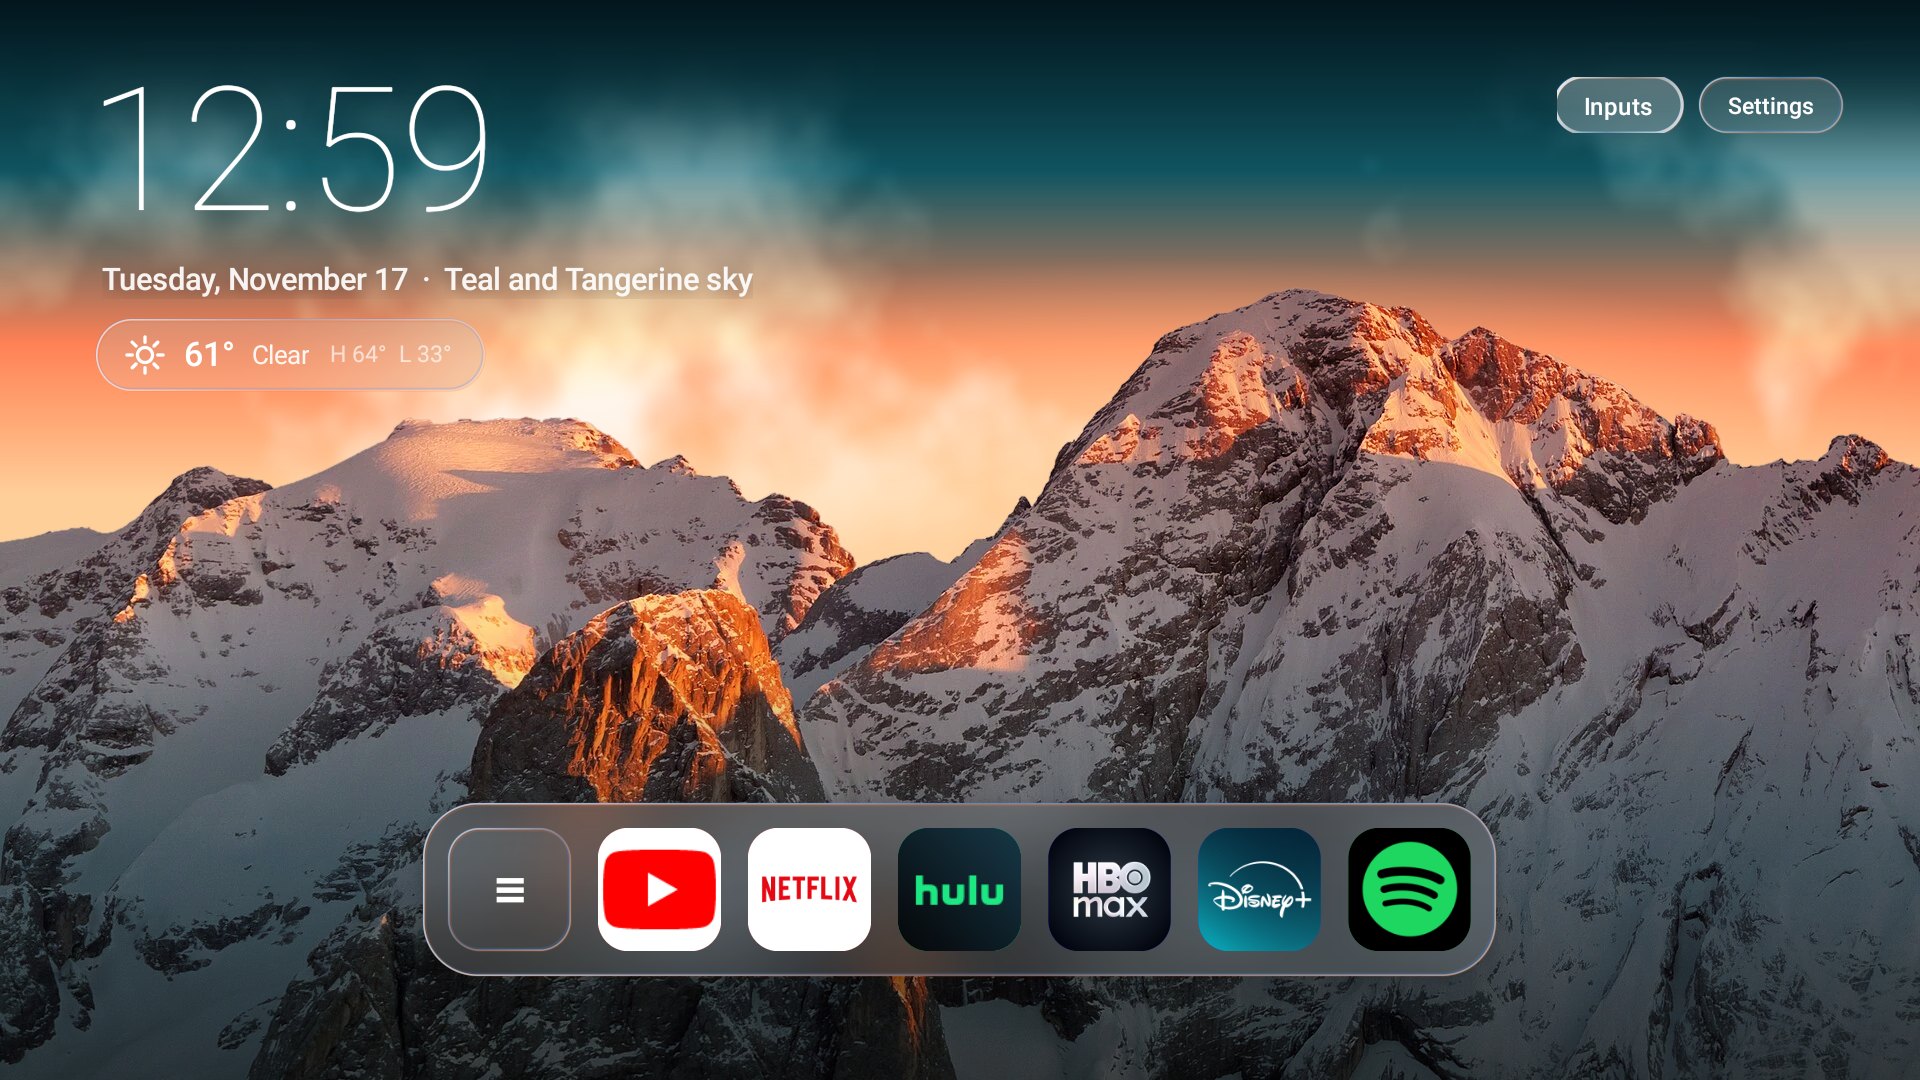 12:59
Inputs
Settings
Tuesday, November 17 · Teal and Tangerine sky
61° Clear H 64° L 33°
NETFLIX
hulu
HBO
max
Disney+